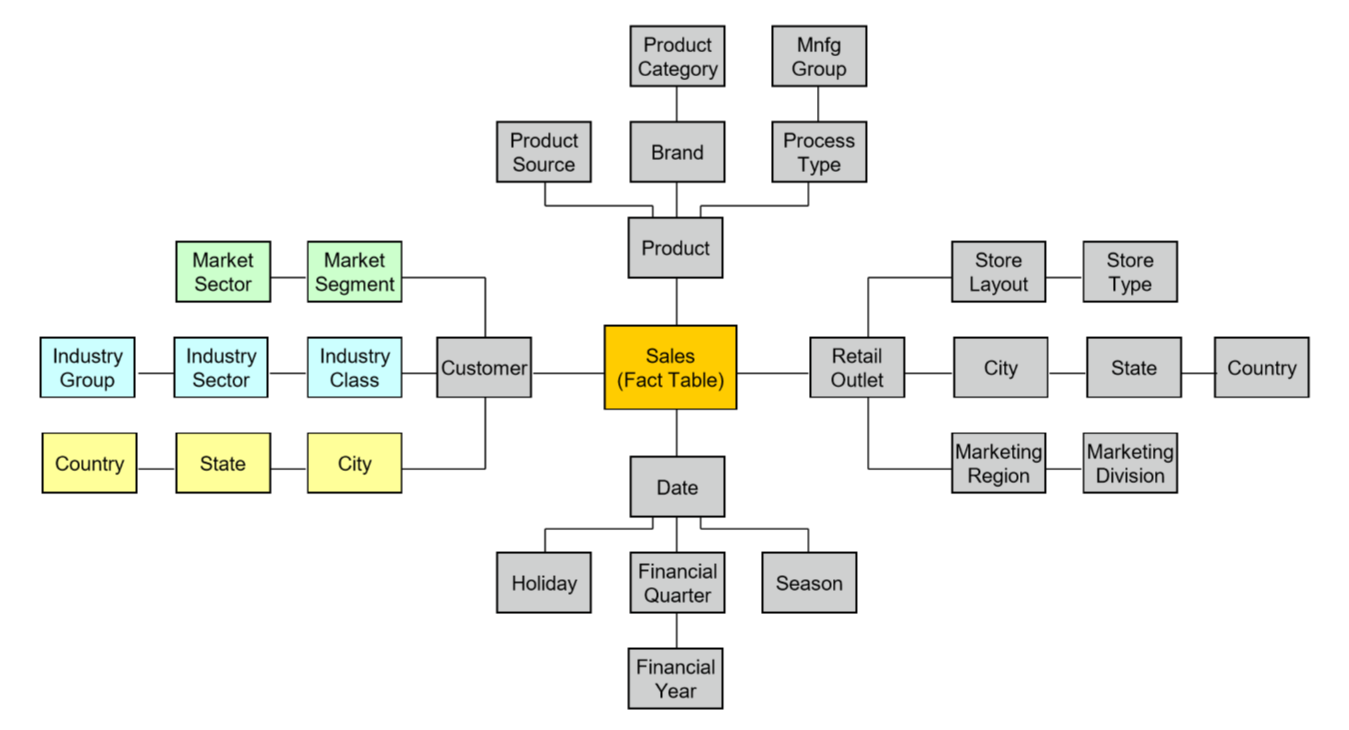 Product
Category
Mnfg
Group
Product
Source
Brand
Process
Type
Product
Market
Sector
Market
Segment
Store
Layout
Store
Type
Industry
Group
Industry
Sector
Industry
Class
Customer
Sales
(Fact Table)
Retail
Outlet
City
State
Country
Country
State
City
Marketing
Region
Marketing
Division
Date
Holiday
Financial
Quarter
Season
Financial
Year